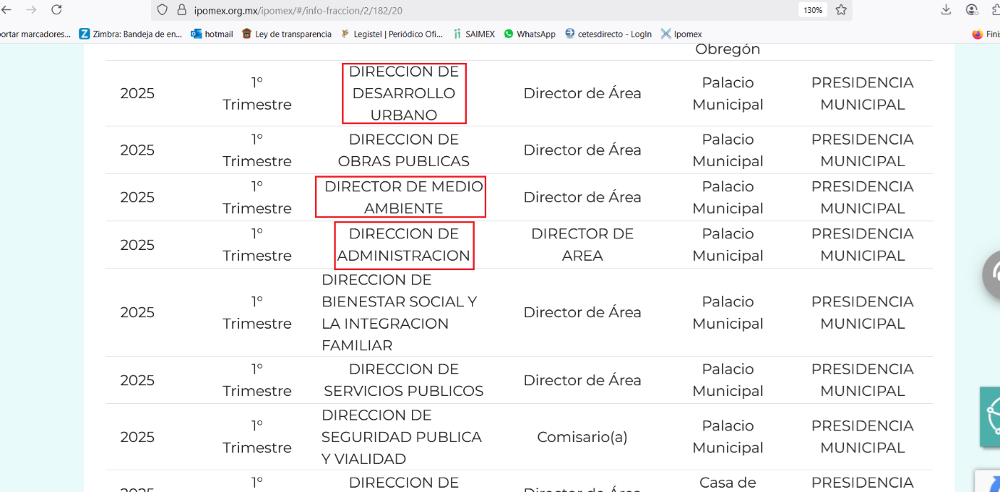 ipomex.org.mx/ipomex/#/info-fraccion/2/182/20
130%
ortar marcadores...
Zimbra: Bandeja de en...
hotmail
Ley de transparencia
Legistel | Periódico Ofi...
SAIMEX
WhatsApp
cetesdirecto - LogIn
Ipomex
Obregón
2025
1°
Trimestre
DIRECCION DE
DESARROLLO
URBANO
Director de Área
Palacio
Municipal
PRESIDENCIA
MUNICIPAL
2025
1°
Trimestre
DIRECCION DE
OBRAS PUBLICAS
Director de Área
Palacio
Municipal
PRESIDENCIA
MUNICIPAL
2025
1°
Trimestre
DIRECTOR DE MEDIO
AMBIENTE
Director de Área
Palacio
Municipal
PRESIDENCIA
MUNICIPAL
2025
1°
Trimestre
DIRECCION DE
ADMINISTRACION
DIRECTOR DE
AREA
Palacio
Municipal
PRESIDENCIA
MUNICIPAL
2025
1°
Trimestre
DIRECCION DE
BIENESTAR SOCIAL Y
LA INTEGRACION
FAMILIAR
Director de Área
Palacio
Municipal
PRESIDENCIA
MUNICIPAL
2025
1°
Trimestre
DIRECCION DE
SERVICIOS PUBLICOS
Director de Área
Palacio
Municipal
PRESIDENCIA
MUNICIPAL
2025
1°
Trimestre
DIRECCION DE
SEGURIDAD PUBLICA
Y VIALIDAD
Comisario(a)
Palacio
Municipal
PRESIDENCIA
MUNICIPAL
2025
1°
DIRECCION DE
Director de Área
Casa de
PRESIDENCIA